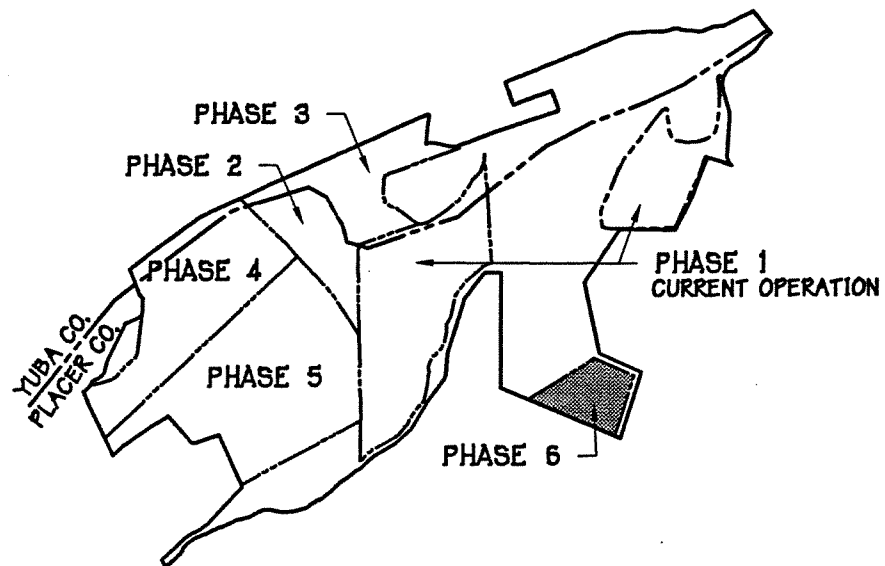 PHASE 3
PHASE 2
PHASE 4
PHASE 1
CURRENT OPERATION
YUBA CO.
PLACER CO.
PHASE 5
PHASE 6